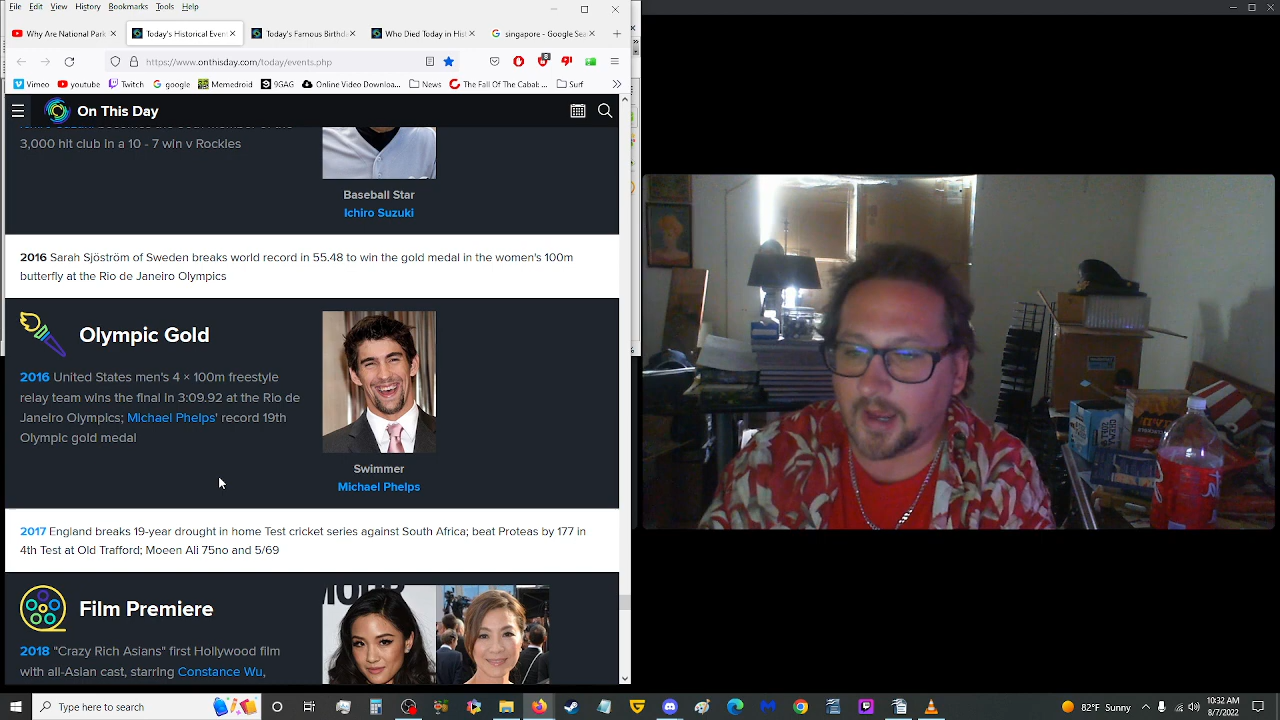 File Edit View History Bookmarks Tools Help
Why Are National Park
Today's Historical Even
Today's Famous Birthda
Who Died Today in Hist
singapore - Google Sea
https://www.onthisday.com/today/events.php
Vimeo youtube Twitch google Memedroid 9GAG Online Video Downloa... News The Fall Of The Cabal ... Surf
On This Day
3,000 hit club in a 10 - 7 win v Rockies
Baseball Star
Ichiro Suzuki
2016 Sarah Sjöström of Sweden breaks world record in 55.48 to win the gold medal in the women's 100m
butterfly at the Rio de Janeiro Olympics
Olympic Gold
2016 United States men's 4 × 100m freestyle
relay team wins the final in 3:09.92 at the Rio de
Janeiro Olympics; Michael Phelps' record 19th
Olympic gold medal
Swimmer
Michael Phelps
2017 England breaks 19-year drought in home Test cricket series against South Africa; beat Proteas by 177 in
4th Test at Old Trafford; Moeen Ali 75no and 5/69
Film Premiere
2018 "Crazy Rich Asians" first Hollywood film
with all-Asian cast, starring Constance Wu,
Type here to search
82°F Sunny
10:32 AM
8/7/2022